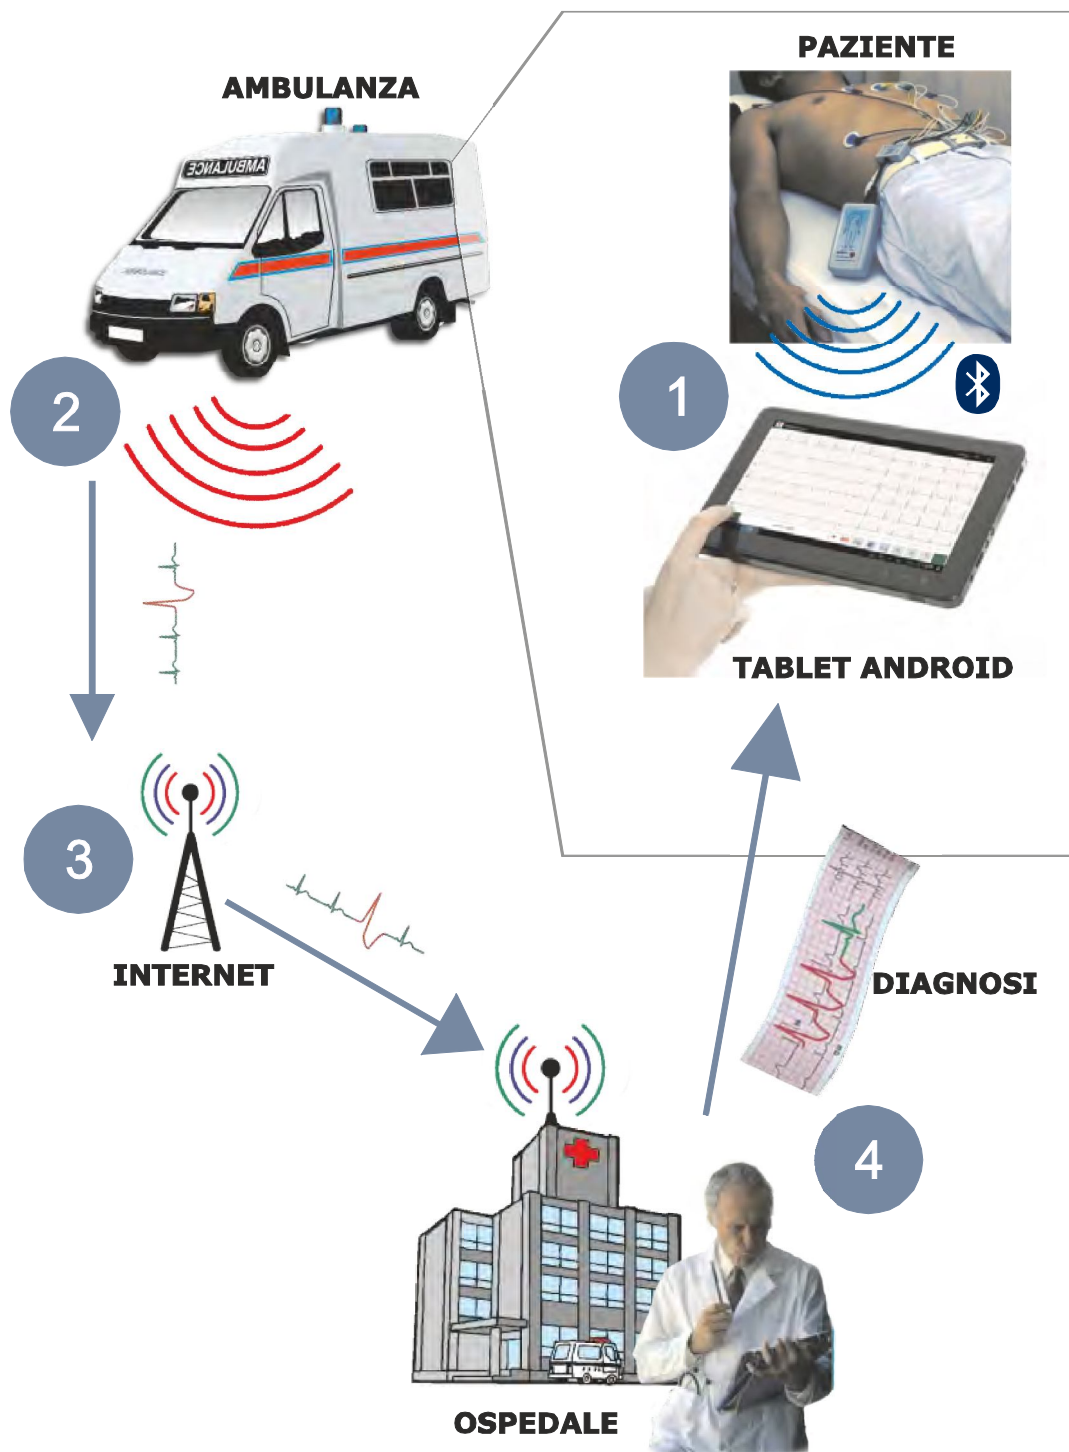 PAZIENTE
AMBULANZA
AMBULANCE
1
2
TABLET ANDROID
3
INTERNET
DIAGNOSI
4
OSPEDALE